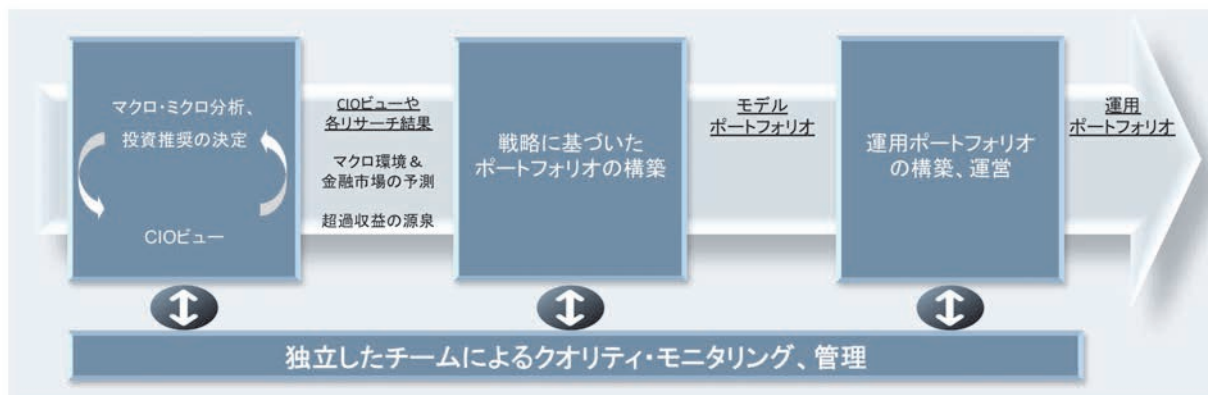 マクロ・ミクロ分析、
投資推奨の決定
CIOビュー
CIOビューや
各リサーチ結果
マクロ環境&
金融市場の予測
超過収益の源泉
戦略に基づいた
ポートフォリオの構築
モデル
ポートフォリオ
運用ポートフォリオ
の構築、運営
運用
ポートフォリオ
独立したチームによるクオリティ・モニタリング、管理